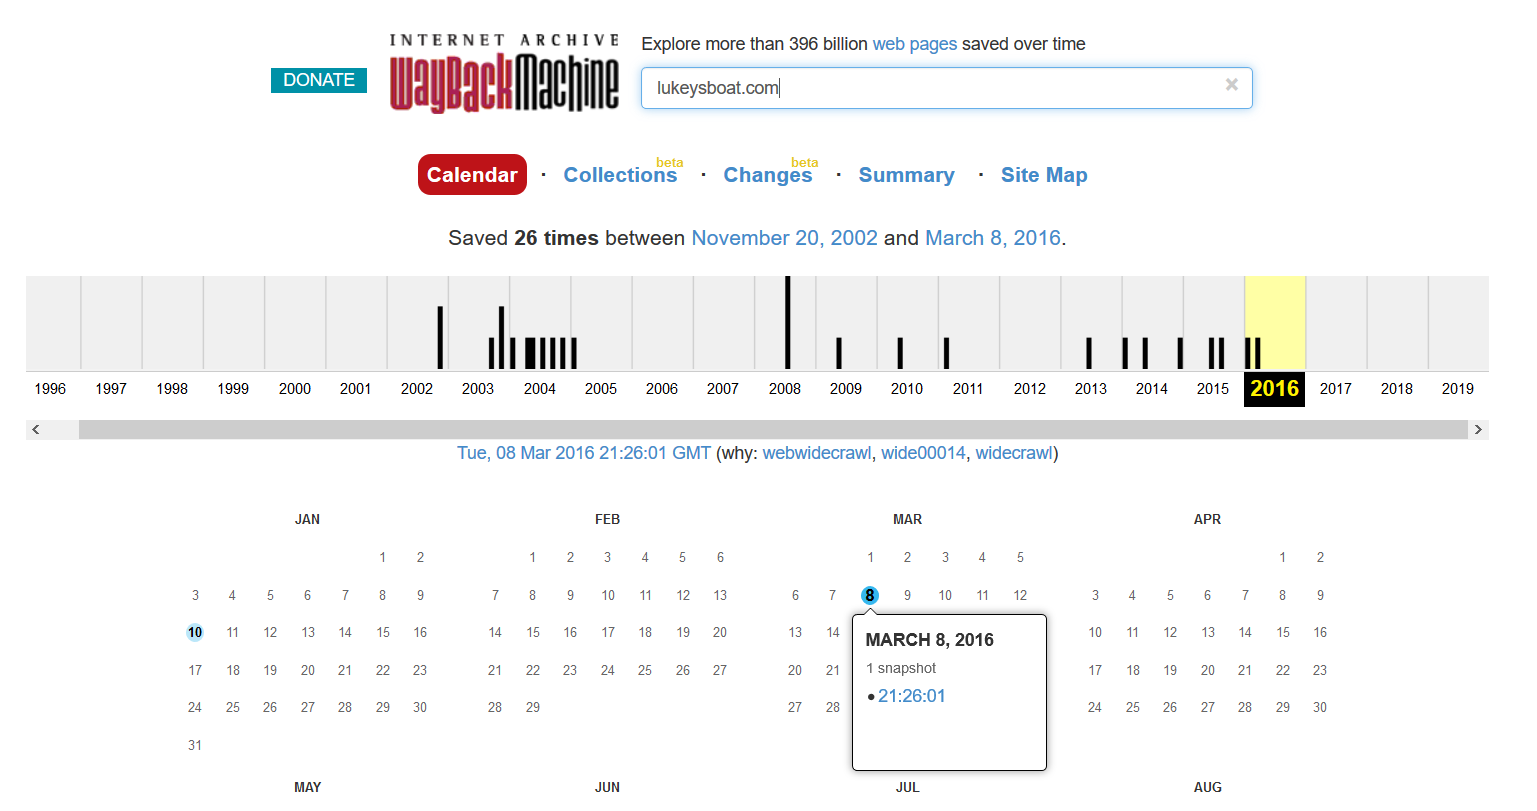 INTERNET ARCHIVE
Explore more than 396 billion web pages saved over time
DONATE
WayBackMachine
lukeysboat.com
×
Calendar · Collections beta · Changes beta · Summary · Site Map
Saved 26 times between November 20, 2002 and March 8, 2016.
1996 1997 1998 1999 2000 2001 2002 2003 2004 2005 2006 2007 2008 2009 2010 2011 2012 2013 2014 2015 2016 2017 2018 2019
Tue, 08 Mar 2016 21:26:01 GMT (why: webwidecrawl, wide00014, widecrawl)
JAN
1 2
3 4 5 6 7 8 9
10 11 12 13 14 15 16
17 18 19 20 21 22 23
24 25 26 27 28 29 30
31
FEB
1 2 3 4 5 6
7 8 9 10 11 12 13
14 15 16 17 18 19 20
21 22 23 24 25 26 27
28 29
MAR
1 2 3 4 5
6 7 8 9 10 11 12
13 14
20 21
27 28
MARCH 8, 2016
1 snapshot
• 21:26:01
APR
1 2
3 4 5 6 7 8 9
10 11 12 13 14 15 16
17 18 19 20 21 22 23
24 25 26 27 28 29 30
MAY JUN JUL AUG